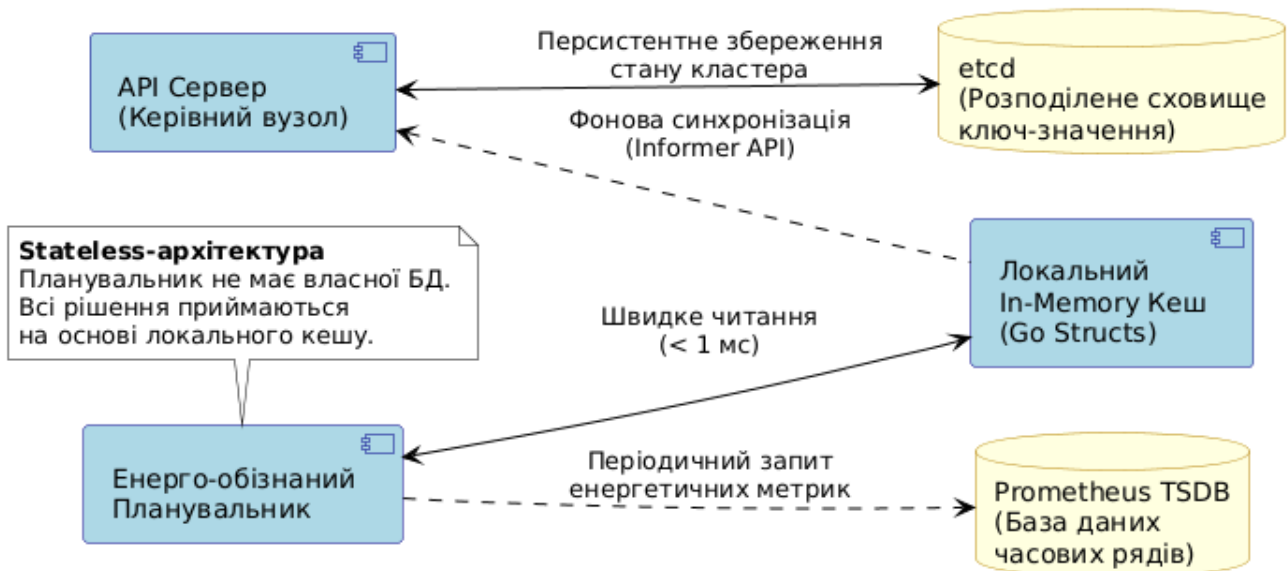 API Сервер
(Керівний вузол)
Персистентне збереження
стану кластера
etcd
(Розподілене сховище
ключ-значення)
Фонова синхронізація
(Informer API)
Stateless-архітектура
Планувальник не має власної БД.
Всі рішення приймаються
на основі локального кешу.
Локальний
In-Memory Кеш
(Go Structs)
Швидке читання
(< 1 мс)
Енерго-обізнаний
Планувальник
Періодичний запит
енергетичних метрик
Prometheus TSDB
(База даних
часових рядів)